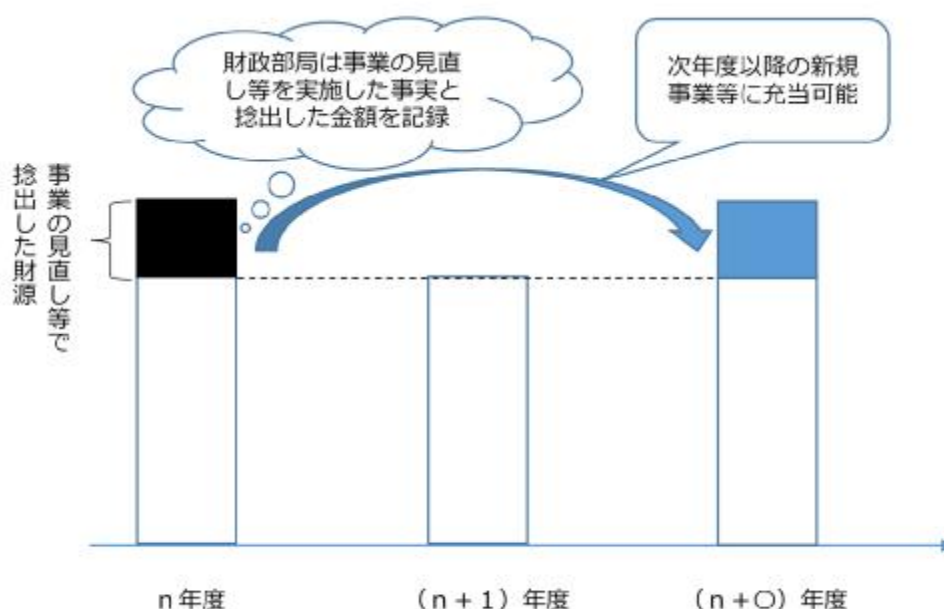 財政部局は事業の見直
し等を実施した事実と
捻出した金額を記録
次年度以降の新規
事業等に充当可能
事業の見直し等で
捻出した財源
n年度
（n＋1）年度
（n＋○）年度